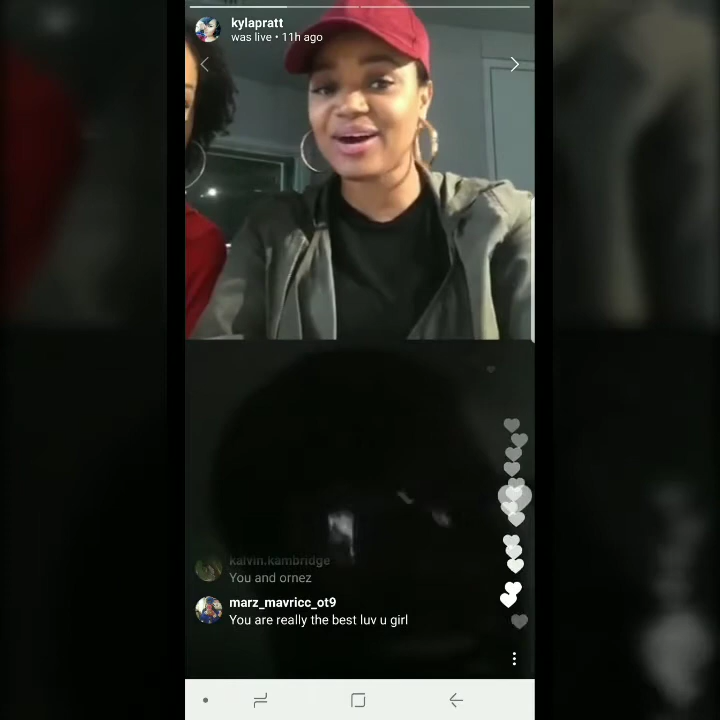 kylapratt
was live • 11h ago
kalvin.kambridge
You and ornez
marz_mavricc_ot9
You are really the best luv u girl